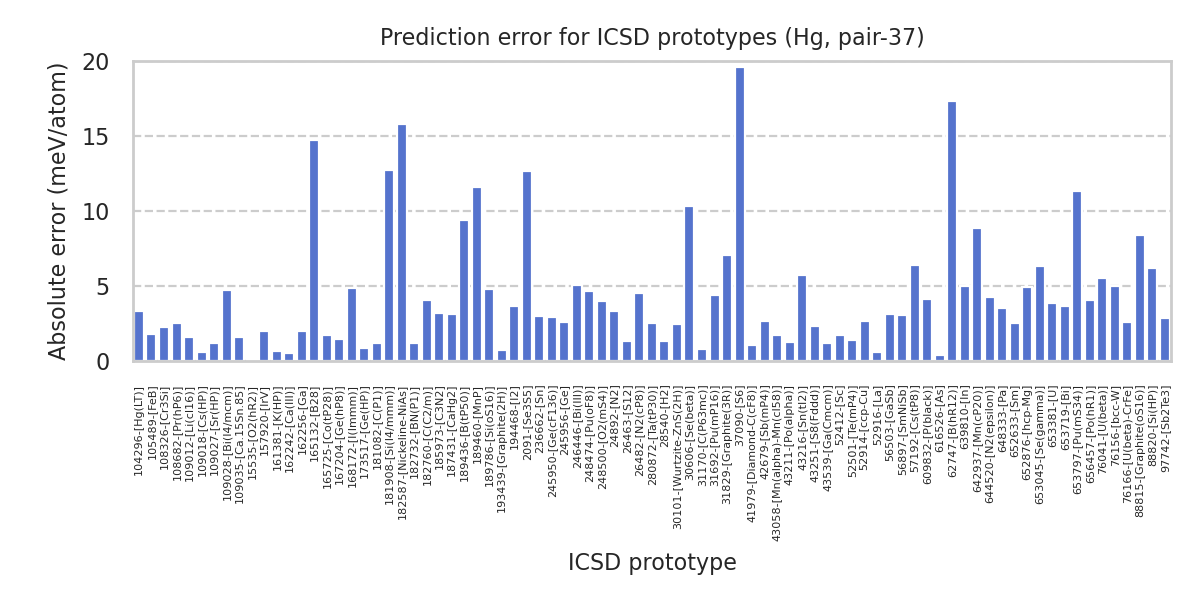 Prediction error for ICSD prototypes (Hg, pair-37)
Absolute error (meV/atom)
20
15
10
5
0
104296-[Hg(LT)]
105489-[FeB]
108326-[Cr3Si]
108682-[Pr(hP6)]
109012-[Li(cI16)]
109018-[Cs(HP)]
109027-[Sr(HP)]
109028-[Bi(I4/mcm)]
109035-[Ca.15Sn.85]
15535-[O2(hR2)]
157920-[IrV]
161381-[K(HP)]
162242-[Ca(III)]
162256-[Ga]
165132-[B28]
165725-[Co(tP28)]
167204-[Ge(hP8)]
168172-[I(Immm)]
173517-[Ge(HP)]
181082-[C(P1)]
181908-[Si(I4/mmm)]
182587-[Nickeline-NiAs]
182732-[BN(P1)]
182760-[C(C2/m)]
185973-[C3N2]
187431-[CaHg2]
189436-[B(tP50)]
189460-[MnP]
189786-[Si(oS16)]
193439-[Graphite(2H)]
194468-[I2]
2091-[Se3S5]
236662-[Sn]
245950-[Ge(cF136)]
245956-[Ge]
246446-[Bi(III)]
248474-[Pu(oF8)]
248500-[O2(mS4)]
24892-[N2]
26463-[S12]
26482-[N2(cP8)]
280872-[Ta(tP30)]
28540-[H2]
30101-[Wurtzite-ZnS(2H)]
30606-[Se(beta)]
31170-[C(P63mc)]
31692-[Pu(mP16)]
31829-[Graphite(3R)]
37090-[S6]
41979-[Diamond-C(cF8)]
42679-[Sb(mP4)]
43058-[Mn(alpha)-Mn(cI58)]
43211-[Po(alpha)]
43216-[Sn(tI2)]
43251-[S8(Fddd)]
43539-[Ga(Cmcm)]
52412-[Sc]
52501-[Te(mP4)]
52914-[ccp-Cu]
52916-[La]
56503-[GaSb]
56897-[SmNiSb]
57192-[Cs(tP8)]
609832-[P(black)]
616526-[As]
62747-[B(hR12)]
639810-[In]
642937-[Mn(cP20)]
644520-[N2(epsilon)]
648333-[Pa]
652633-[Sm]
652876-[hcp-Mg]
653045-[Se(gamma)]
653381-[U]
653719-[Bi]
653797-[Pu(mS34)]
656457-[Po(hR1)]
76041-[U(beta)]
76156-[bcc-W]
76166-[U(beta)-CrFe]
88815-[Graphite(oS16)]
88820-[Si(HP)]
97742-[Sb2Te3]
ICSD prototype